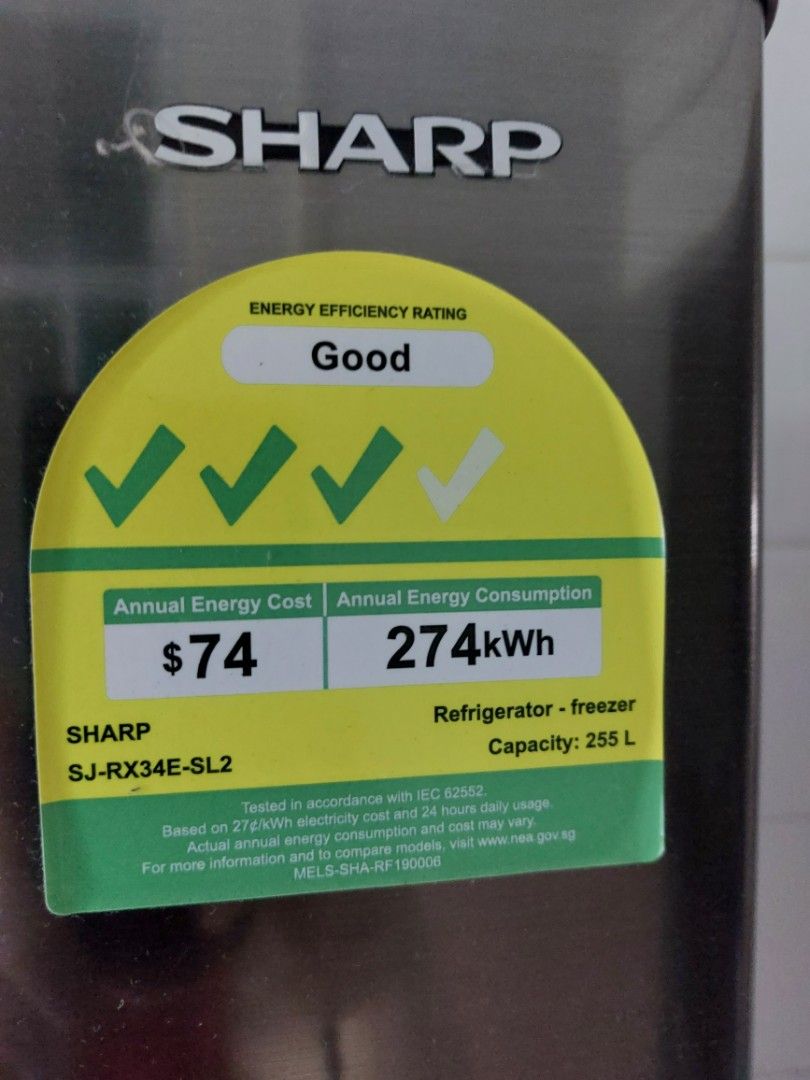 SHARP
ENERGY EFFICIENCY RATING
Good
Annual Energy Cost
Annual Energy Consumption
$74
274kWh
SHARP
SJ-RX34E-SL2
Refrigerator - freezer
Capacity: 255 L
Tested in accordance with IEC 62552.
Based on 27¢/kWh electricity cost and 24 hours daily usage.
Actual annual energy consumption and cost may vary.
For more information and to compare models, visit www.nea.gov.sg
MELS-SHA-RF190006